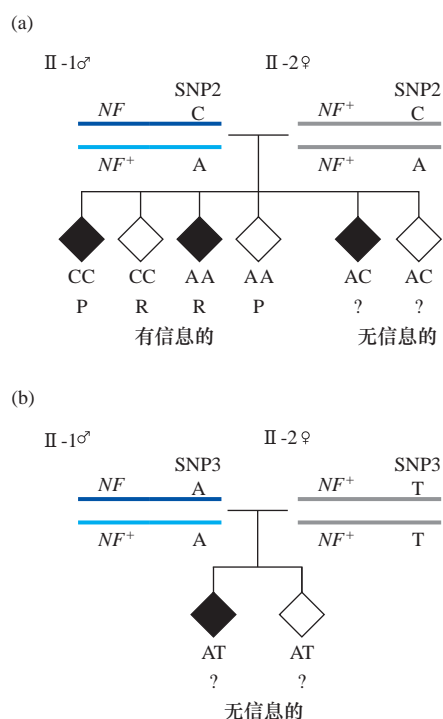 (a)
II-1♂ II-2♀
SNP2 SNP2
NF C NF+ C
NF+ A NF+ A
CC CC AA AA AC AC
P R R P ? ?
有信息的 无信息的
(b)
II-1♂ II-2♀
SNP3 SNP3
NF A NF+ T
NF+ A NF+ T
AT AT
? ?
无信息的